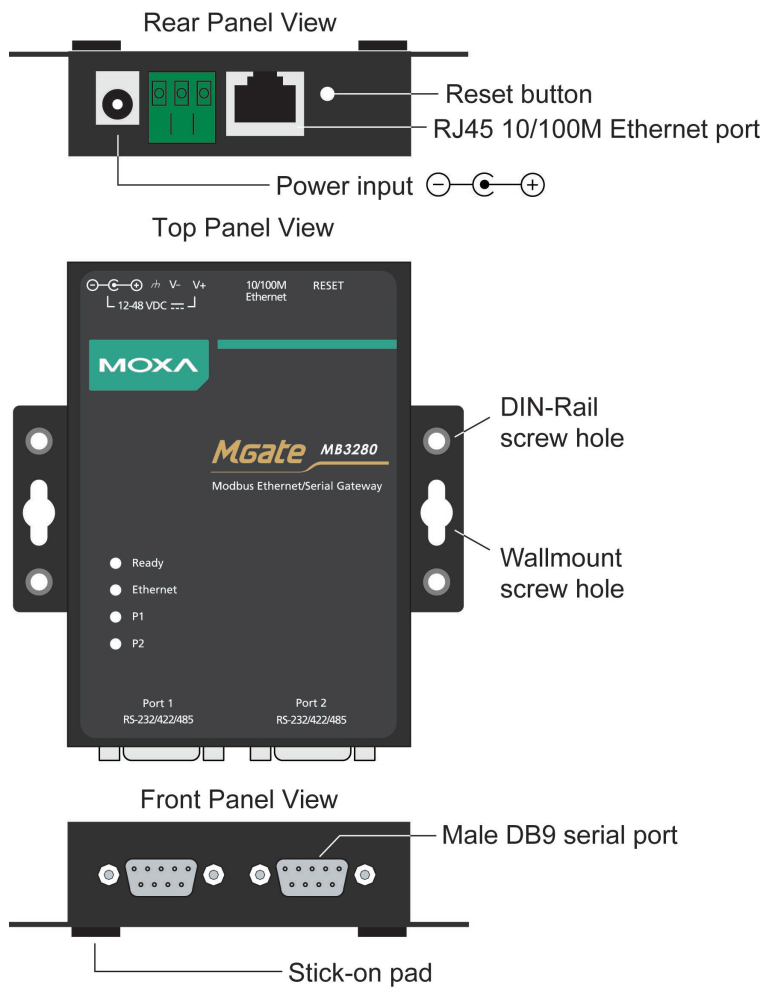 Rear Panel View
Reset button
RJ45 10/100M Ethernet port
Power input
Top Panel View
V- V+
12-48 VDC
10/100M
Ethernet
RESET
MOXA
DIN-Rail
screw hole
MGate MB3280
Modbus Ethernet/Serial Gateway
Wallmount
screw hole
Ready
Ethernet
P1
P2
Port 1
RS-232/422/485
Port 2
RS-232/422/485
Front Panel View
Male DB9 serial port
Stick-on pad